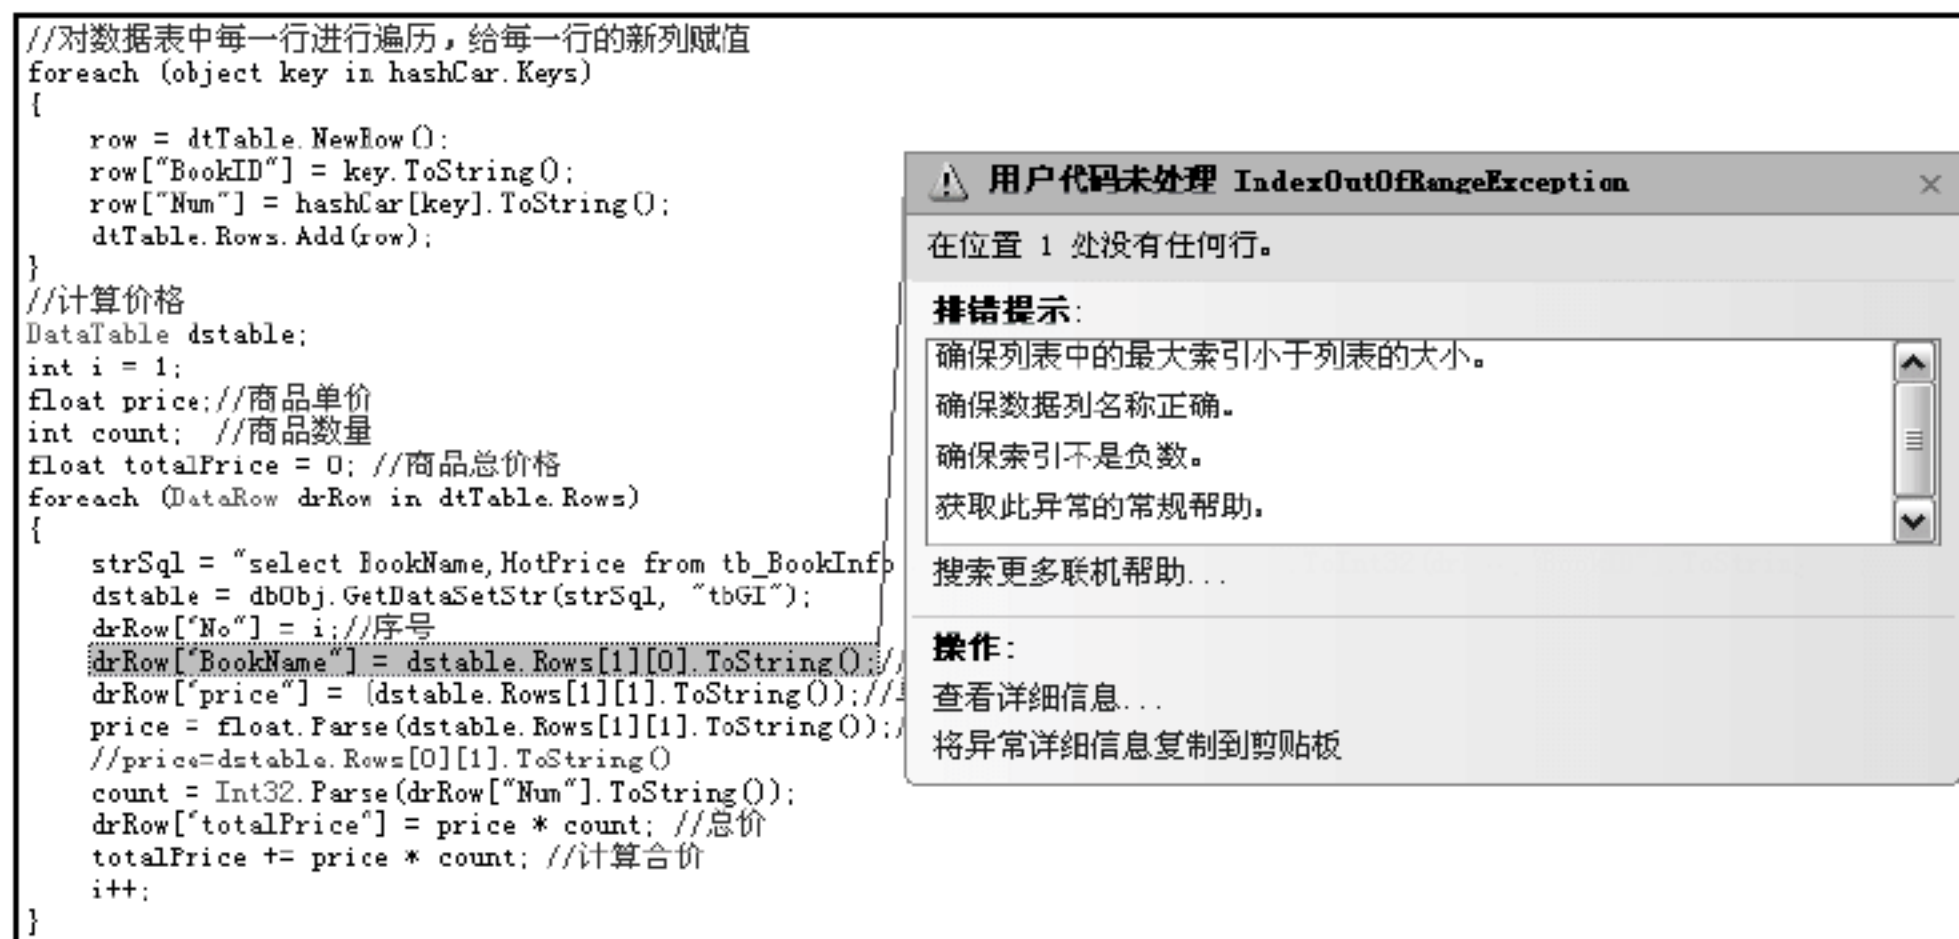 //对数据表中每一行进行遍历，给每一行的新列赋值
foreach (object key in hashCar.Keys)
{
row = dtTable.NewRow();
row["BookID"] = key.ToString();
row["Num"] = hashCar[key].ToString();
dtTable.Rows.Add(row);
}
//计算价格
DataTable dstable;
int i = 1;
float price;//商品单价
int count; //商品数量
float totalPrice = 0; //商品总价格
foreach (DataRow drRow in dtTable.Rows)
{
strSql = "select BookName,HotPrice from tb_BookInfo
dstable = dbObj.GetDataSetStr(strSql, "tbGI");
drRow["No"] = i;//序号
drRow["BookName"] = dstable.Rows[1][0].ToString();//
drRow["price"] = (dstable.Rows[1][1].ToString());//
price = float.Parse(dstable.Rows[1][1].ToString());/
//price=dstable.Rows[0][1].ToString()
count = Int32.Parse(drRow["Num"].ToString());
drRow["totalPrice"] = price * count; //总价
totalPrice += price * count; //计算合价
i++;
}
用户代码未处理 IndexOutOfRangeException
在位置 1 处没有任何行。
排错提示:
确保列表中的最大索引小于列表的大小。
确保数据列名称正确。
确保索引不是负数。
获取此异常的常规帮助。
搜索更多联机帮助...
操作:
查看详细信息...
将异常详细信息复制到剪贴板